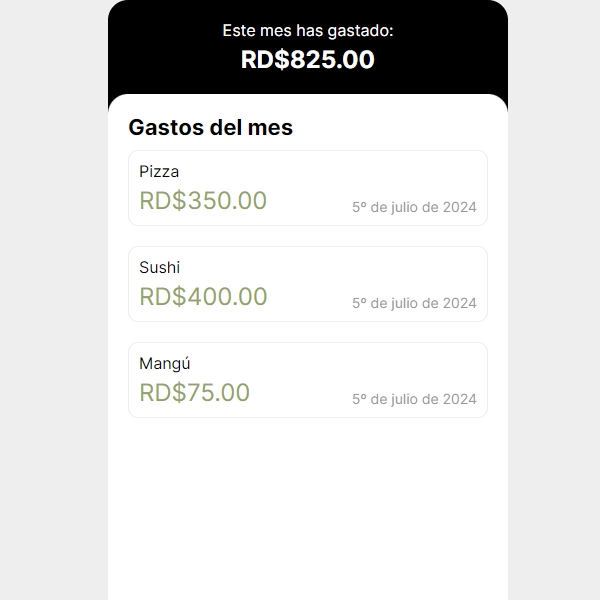 Este mes has gastado:
RD$825.00
Gastos del mes
Pizza
RD$350.00
5º de julio de 2024
Sushi
RD$400.00
5º de julio de 2024
Mangú
RD$75.00
5º de julio de 2024